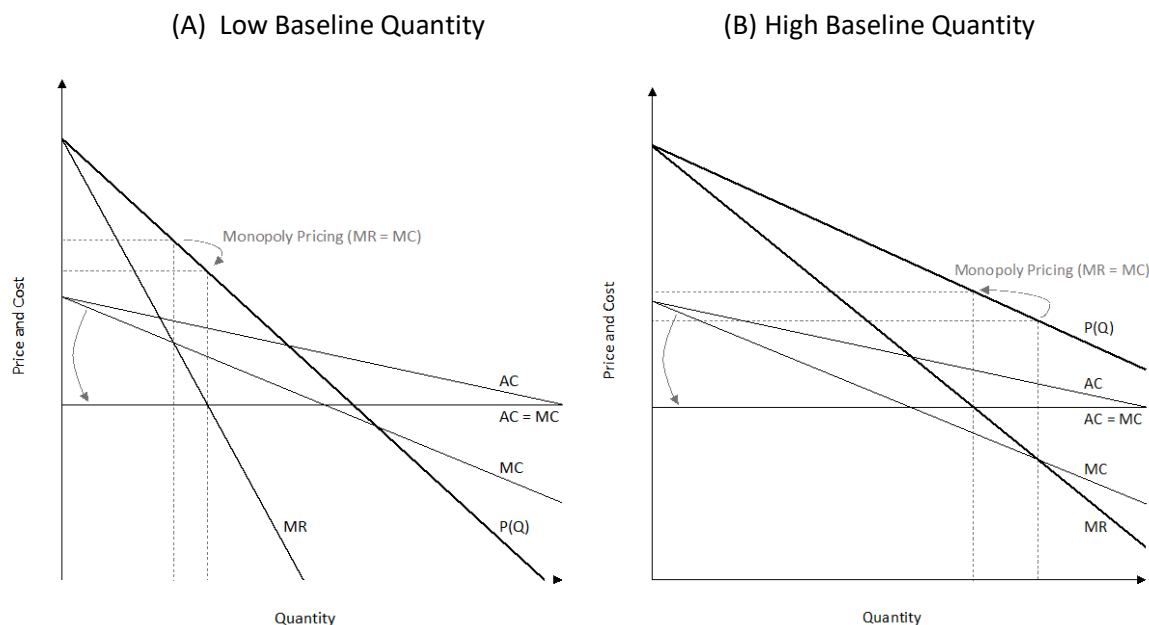 (A) Low Baseline Quantity
Price and Cost
Monopoly Pricing (MR = MC)
AC
AC = MC
MC
MR
P(Q)
Quantity
(B) High Baseline Quantity
Price and Cost
Monopoly Pricing (MR = MC)
P(Q)
AC
AC = MC
MC
MR
Quantity